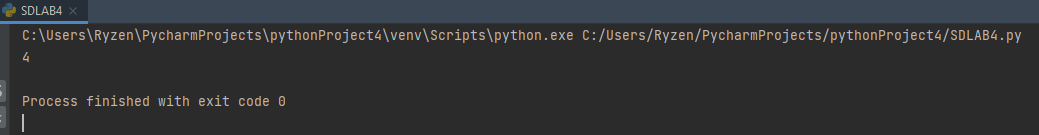 SDLAB4
C:\Users\Ryzen\PycharmProjects\pythonProject4\venv\Scripts\python.exe C:/Users/Ryzen/PycharmProjects/pythonProject4/SDLAB4.py
4
Process finished with exit code 0